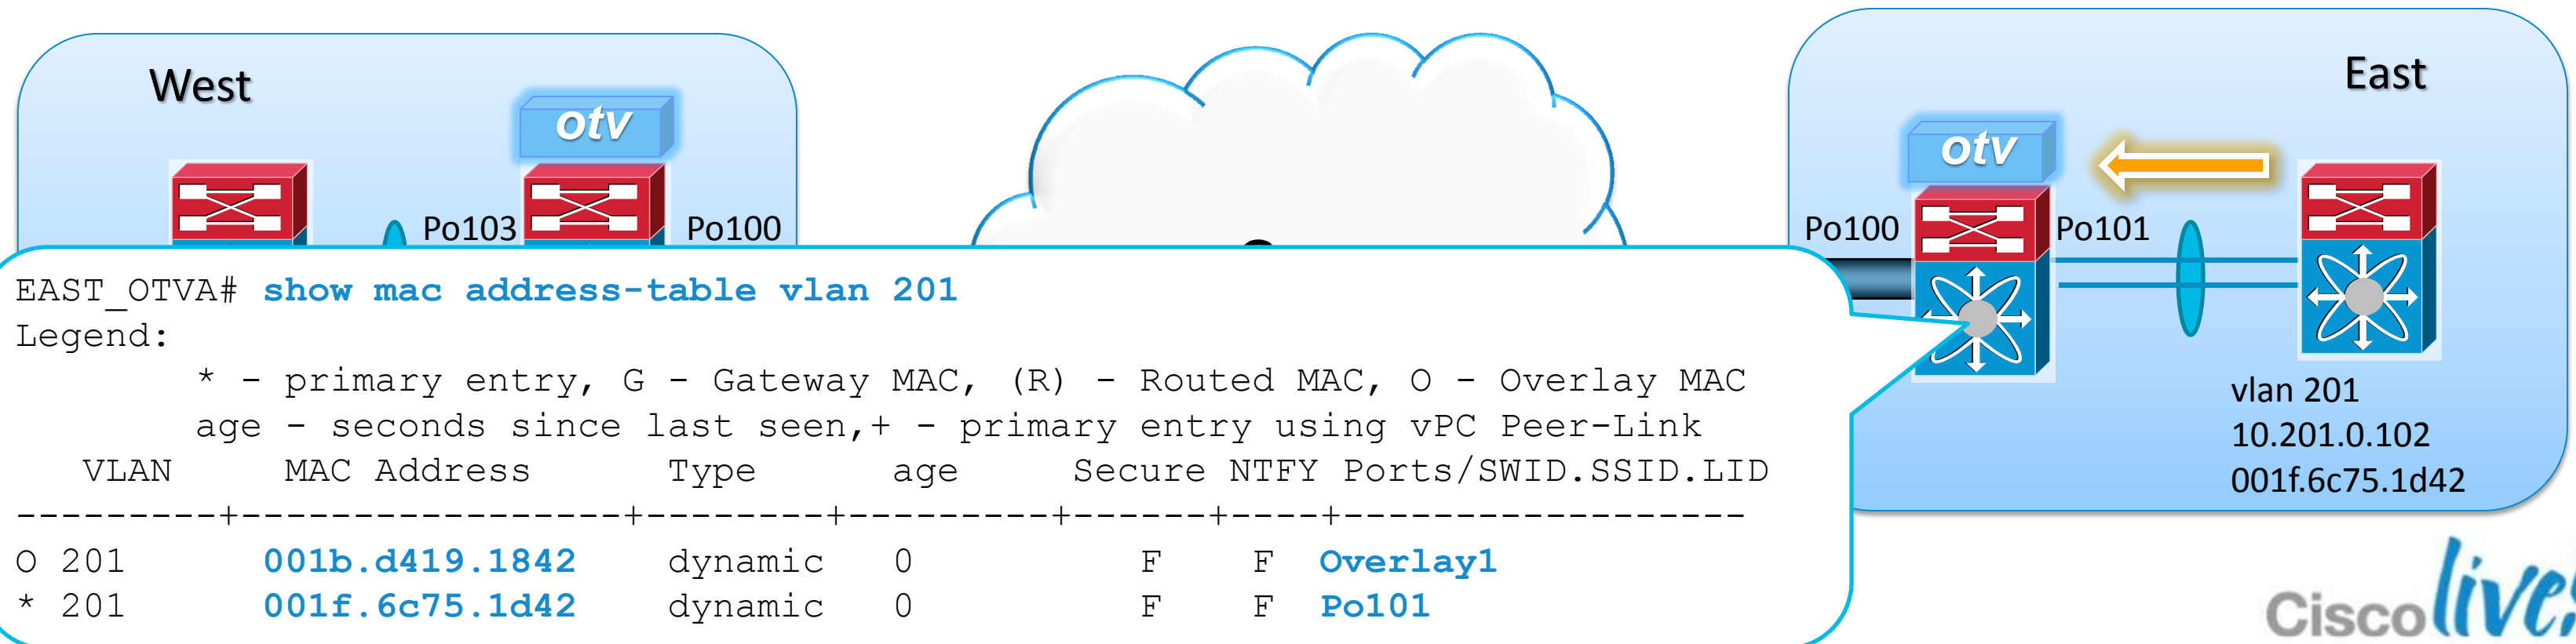 West
East
otv
otv
Po103
Po100
Po100
Po101
EAST_OTVA# show mac address-table vlan 201
Legend:
* - primary entry, G - Gateway MAC, (R) - Routed MAC, O - Overlay MAC
age - seconds since last seen,+ - primary entry using vPC Peer-Link
VLAN MAC Address Type age Secure NTFY Ports/SWID.SSID.LID
---------+-----------------+--------+---------+------+----+------------------
O 201 001b.d419.1842 dynamic 0 F F Overlay1
* 201 001f.6c75.1d42 dynamic 0 F F Po101
vlan 201
10.201.0.102
001f.6c75.1d42
Cisco live!